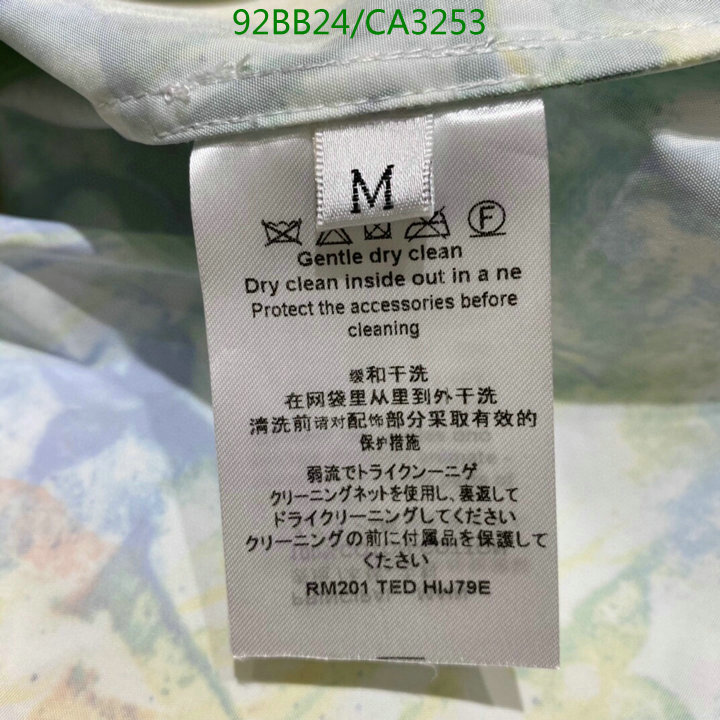 92BB24/CA3253
M
F
Gentle dry clean
Dry clean inside out in a ne
Protect the accessories before
cleaning
缓和干洗
在网袋里从里到外干洗
清洗前请对配饰部分采取有效的
保护措施
弱流でトライクンーニゲ
クリーニングネットを使用し、裏返して
ドライクリーニングしてください
クリーニングの前に付属品を保護して
ください
RM201 TED HIJ79E